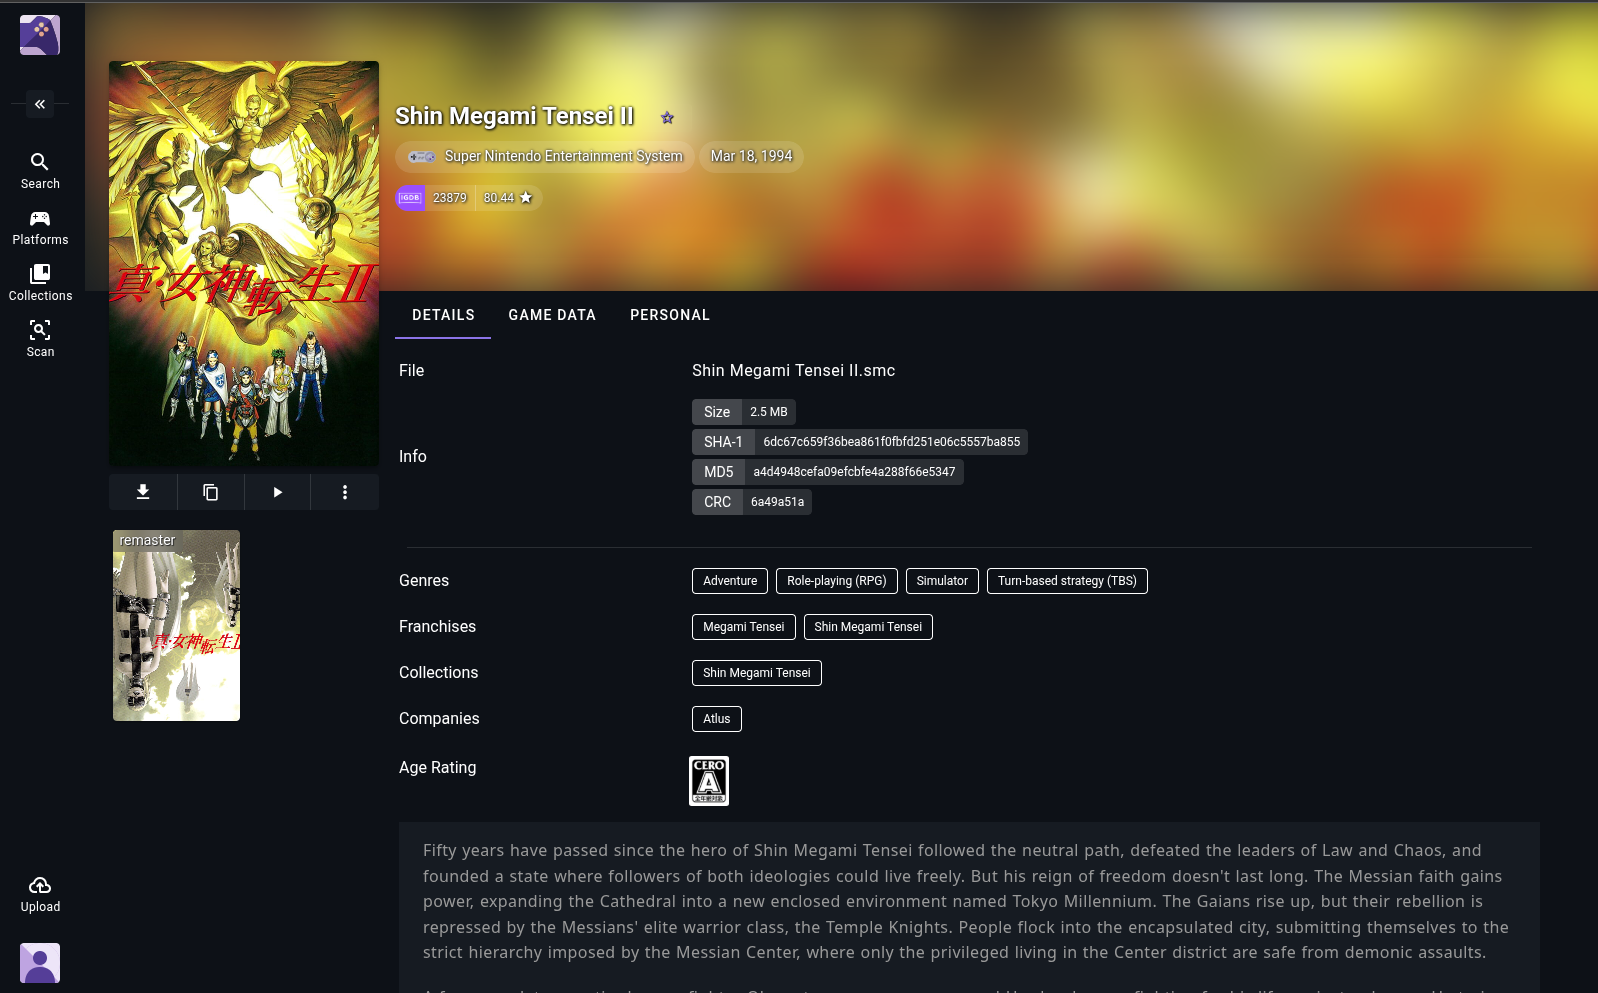 Search
Platforms
Collections
Scan
Upload
真・女神転生II
Shin Megami Tensei II
Super Nintendo Entertainment System
Mar 18, 1994
IGDB
23879
80.44
DETAILS
GAME DATA
PERSONAL
File
Shin Megami Tensei II.smc
Info
Size 2.5 MB
SHA-1 6dc67c659f36bea861f0fbfd251e06c5557ba855
MD5 a4d4948cefa09efcbfe4a288f66e5347
CRC 6a49a51a
remaster
真・女神転生II
Genres
Adventure
Role-playing (RPG)
Simulator
Turn-based strategy (TBS)
Franchises
Megami Tensei
Shin Megami Tensei
Collections
Shin Megami Tensei
Companies
Atlus
Age Rating
CERO
A
Fifty years have passed since the hero of Shin Megami Tensei followed the neutral path, defeated the leaders of Law and Chaos, and
founded a state where followers of both ideologies could live freely. But his reign of freedom doesn't last long. The Messian faith gains
power, expanding the Cathedral into a new enclosed environment named Tokyo Millennium. The Gaians rise up, but their rebellion is
repressed by the Messians' elite warrior class, the Temple Knights. People flock into the encapsulated city, submitting themselves to the
strict hierarchy imposed by the Messian Center, where only the privileged living in the Center district are safe from demonic assaults.